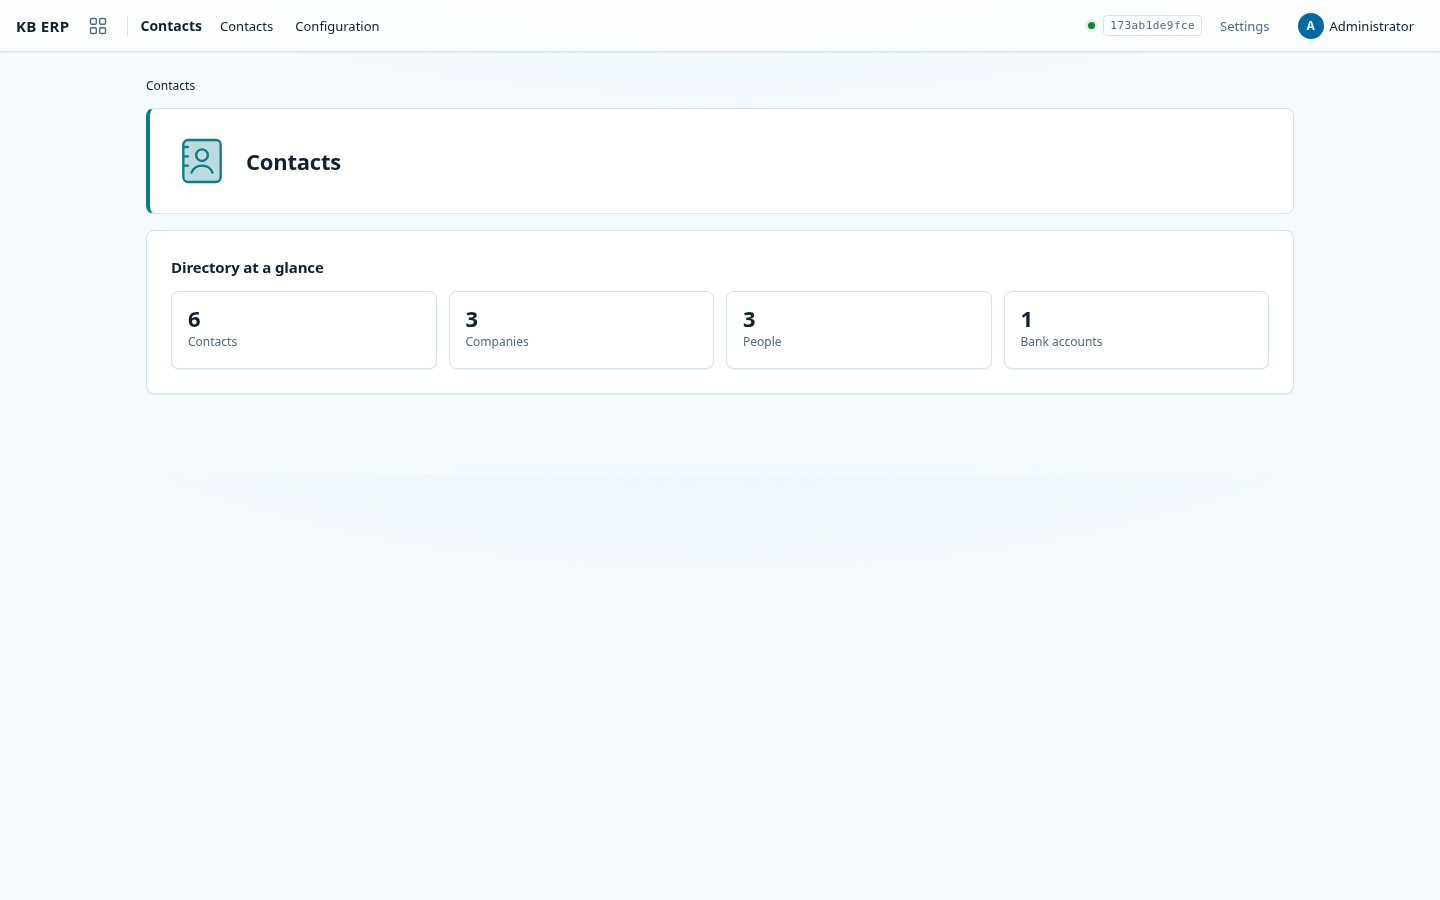 KB ERP Contacts Contacts Configuration 173ab1de9fce Settings A Administrator
Contacts
Contacts
Directory at a glance
6 3 3 1
Contacts Companies People Bank accounts